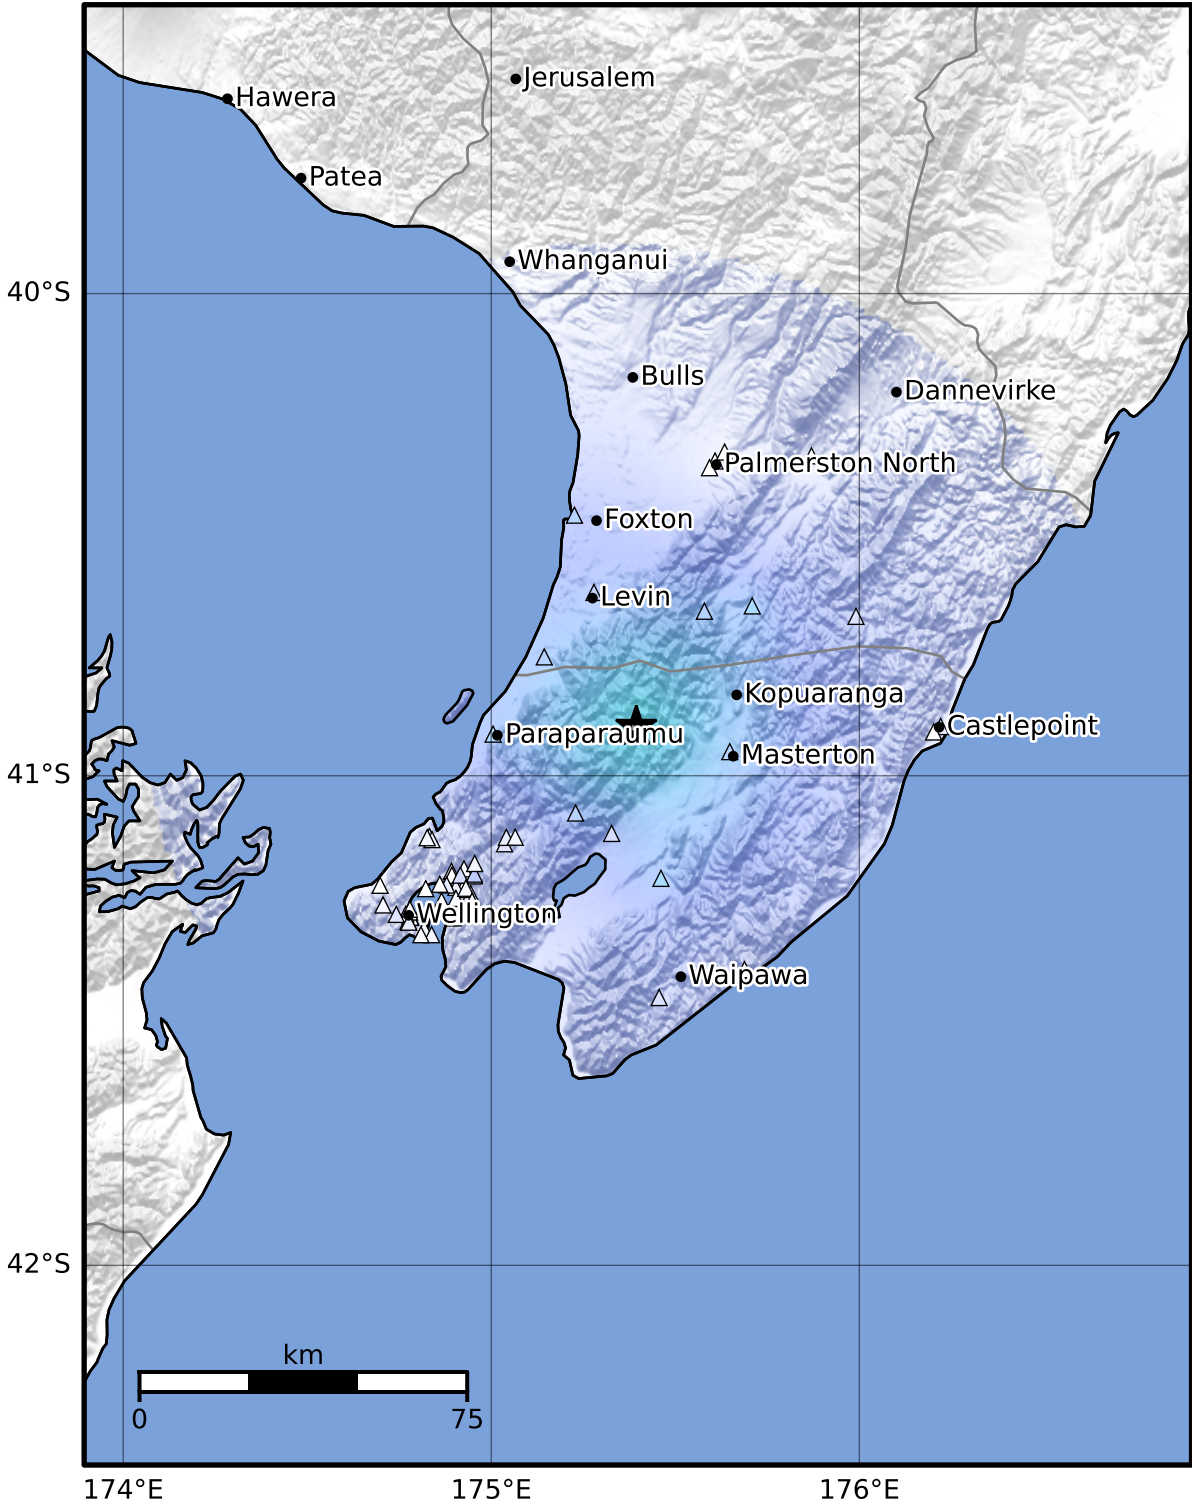 Jerusalem
Hawera
Patea
Whanganui
40°S
Bulls
Dannevirke
Palmerston North
Foxton
Levin
Kopuaranga
Castlepoint
Paraparaumu
Masterton
41°S
Wellington
Waipawa
42°S
km
0 75
174°E 175°E 176°E